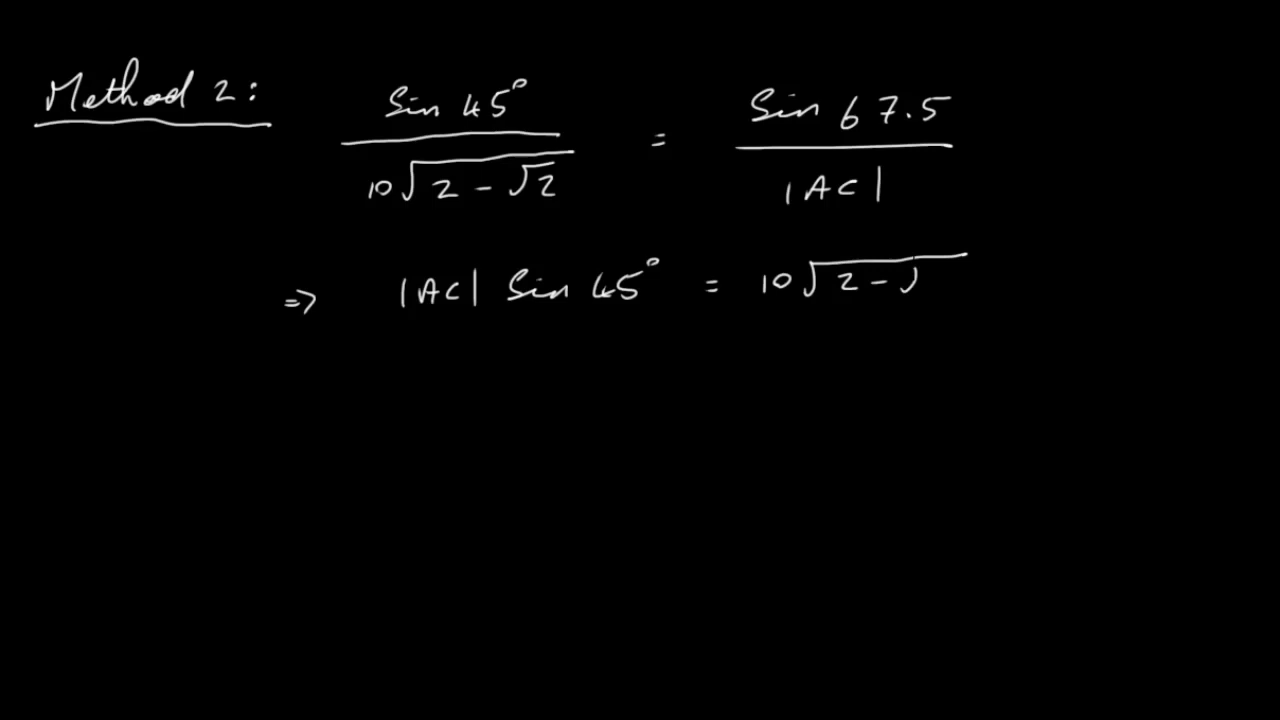 Method 2: Sin 45° / 10√(2 - √2) = Sin 67.5 / |AC|
=> |AC| Sin 45° = 10√(2 - √